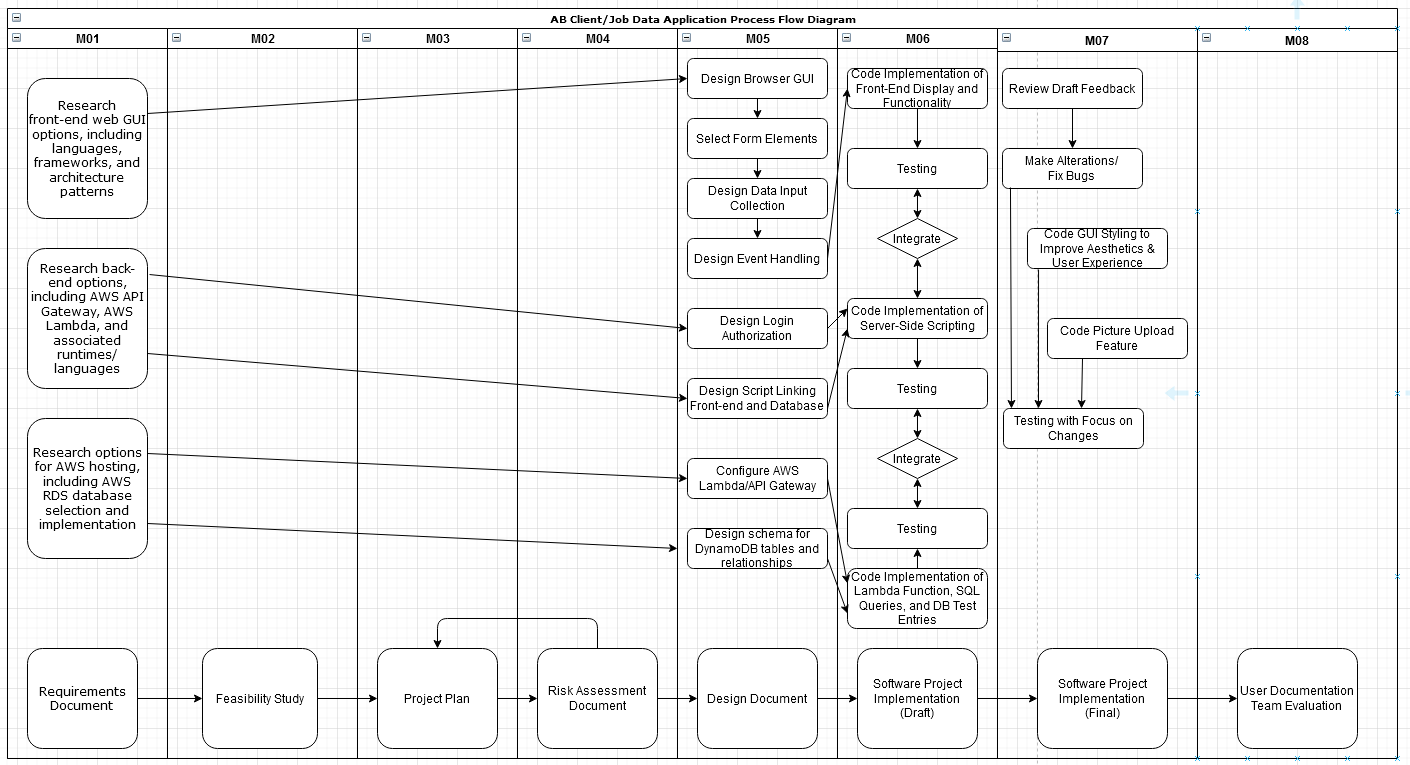 AB Client/Job Data Application Process Flow Diagram
M01
M02
M03
M04
M05
M06
M07
M08
Research
front-end web GUI
options, including
languages,
frameworks, and
architecture
patterns
Research back-
end options,
including AWS API
Gateway, AWS
Lambda, and
associated
runtimes/
languages
Research options
for AWS hosting,
including AWS
RDS database
selection and
implementation
Design Browser GUI
Select Form Elements
Design Data Input
Collection
Design Event Handling
Design Login
Authorization
Design Script Linking
Front-end and Database
Configure AWS
Lambda/API Gateway
Design schema for
DynamoDB tables and
relationships
Code Implementation of
Front-End Display and
Functionality
Testing
Integrate
Code Implementation of
Server-Side Scripting
Testing
Integrate
Testing
Code Implementation of
Lambda Function, SQL
Queries, and DB Test
Entries
Review Draft Feedback
Make Alterations/
Fix Bugs
Code GUI Styling to
Improve Aesthetics &
User Experience
Code Picture Upload
Feature
Testing with Focus on
Changes
Requirements
Document
Feasibility Study
Project Plan
Risk Assessment
Document
Design Document
Software Project
Implementation
(Draft)
Software Project
Implementation
(Final)
User Documentation
Team Evaluation